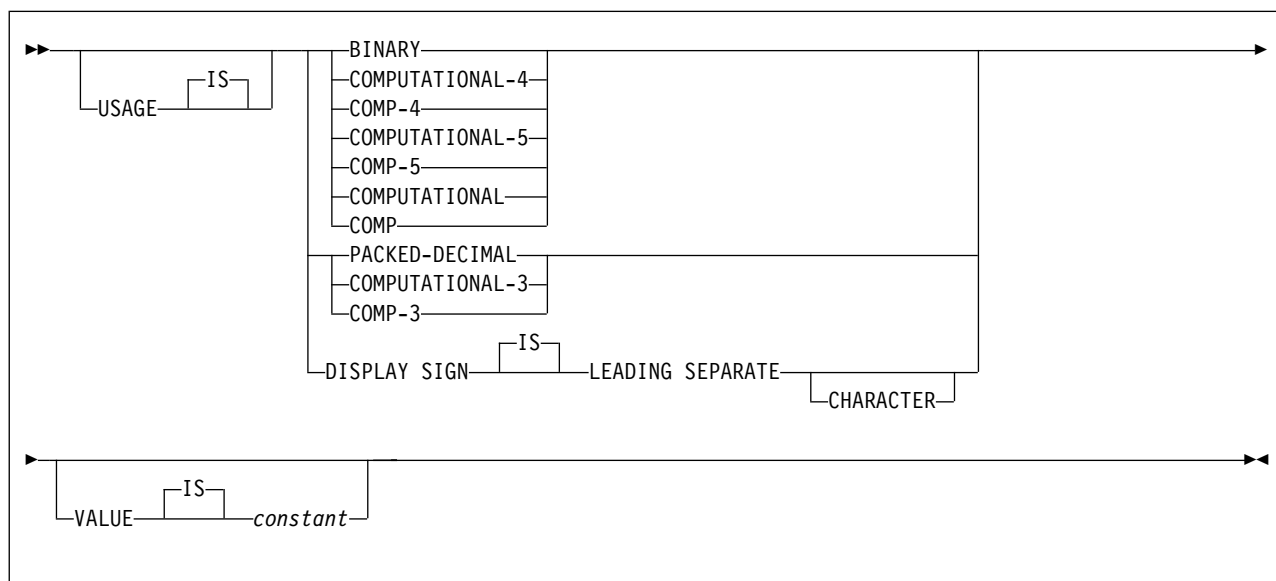 BINARY
IS COMPUTATIONAL-4
USAGE COMP-4
COMPUTATIONAL-5
COMP-5
COMPUTATIONAL
COMP
PACKED-DECIMAL
COMPUTATIONAL-3
COMP-3
IS
DISPLAY SIGN LEADING SEPARATE
CHARACTER
IS
VALUE constant